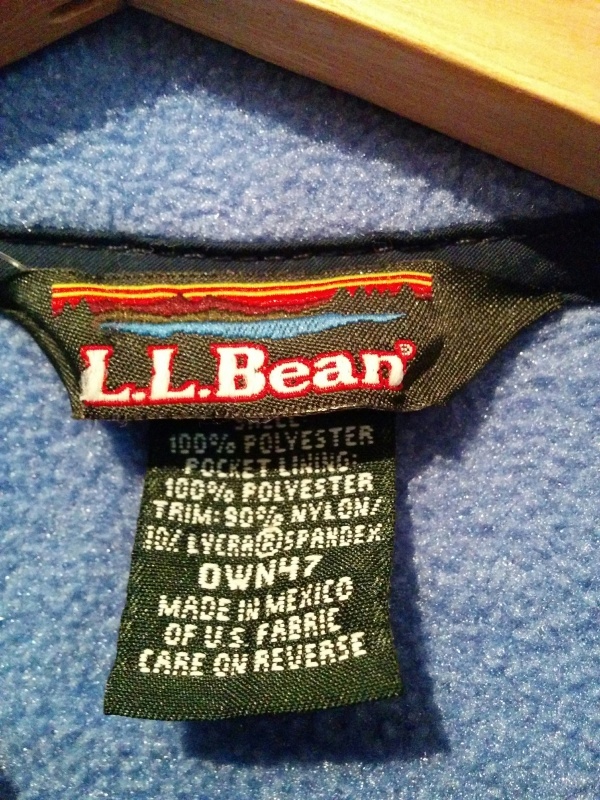 L.L.Bean®
SHELL
100% POLYESTER
POCKET LINING:
100% POLYESTER
TRIM: 90% NYLON/
10% LYCRA®SPANDEX
OWN47
MADE IN MEXICO
OF U.S FABRIC
CARE ON REVERSE